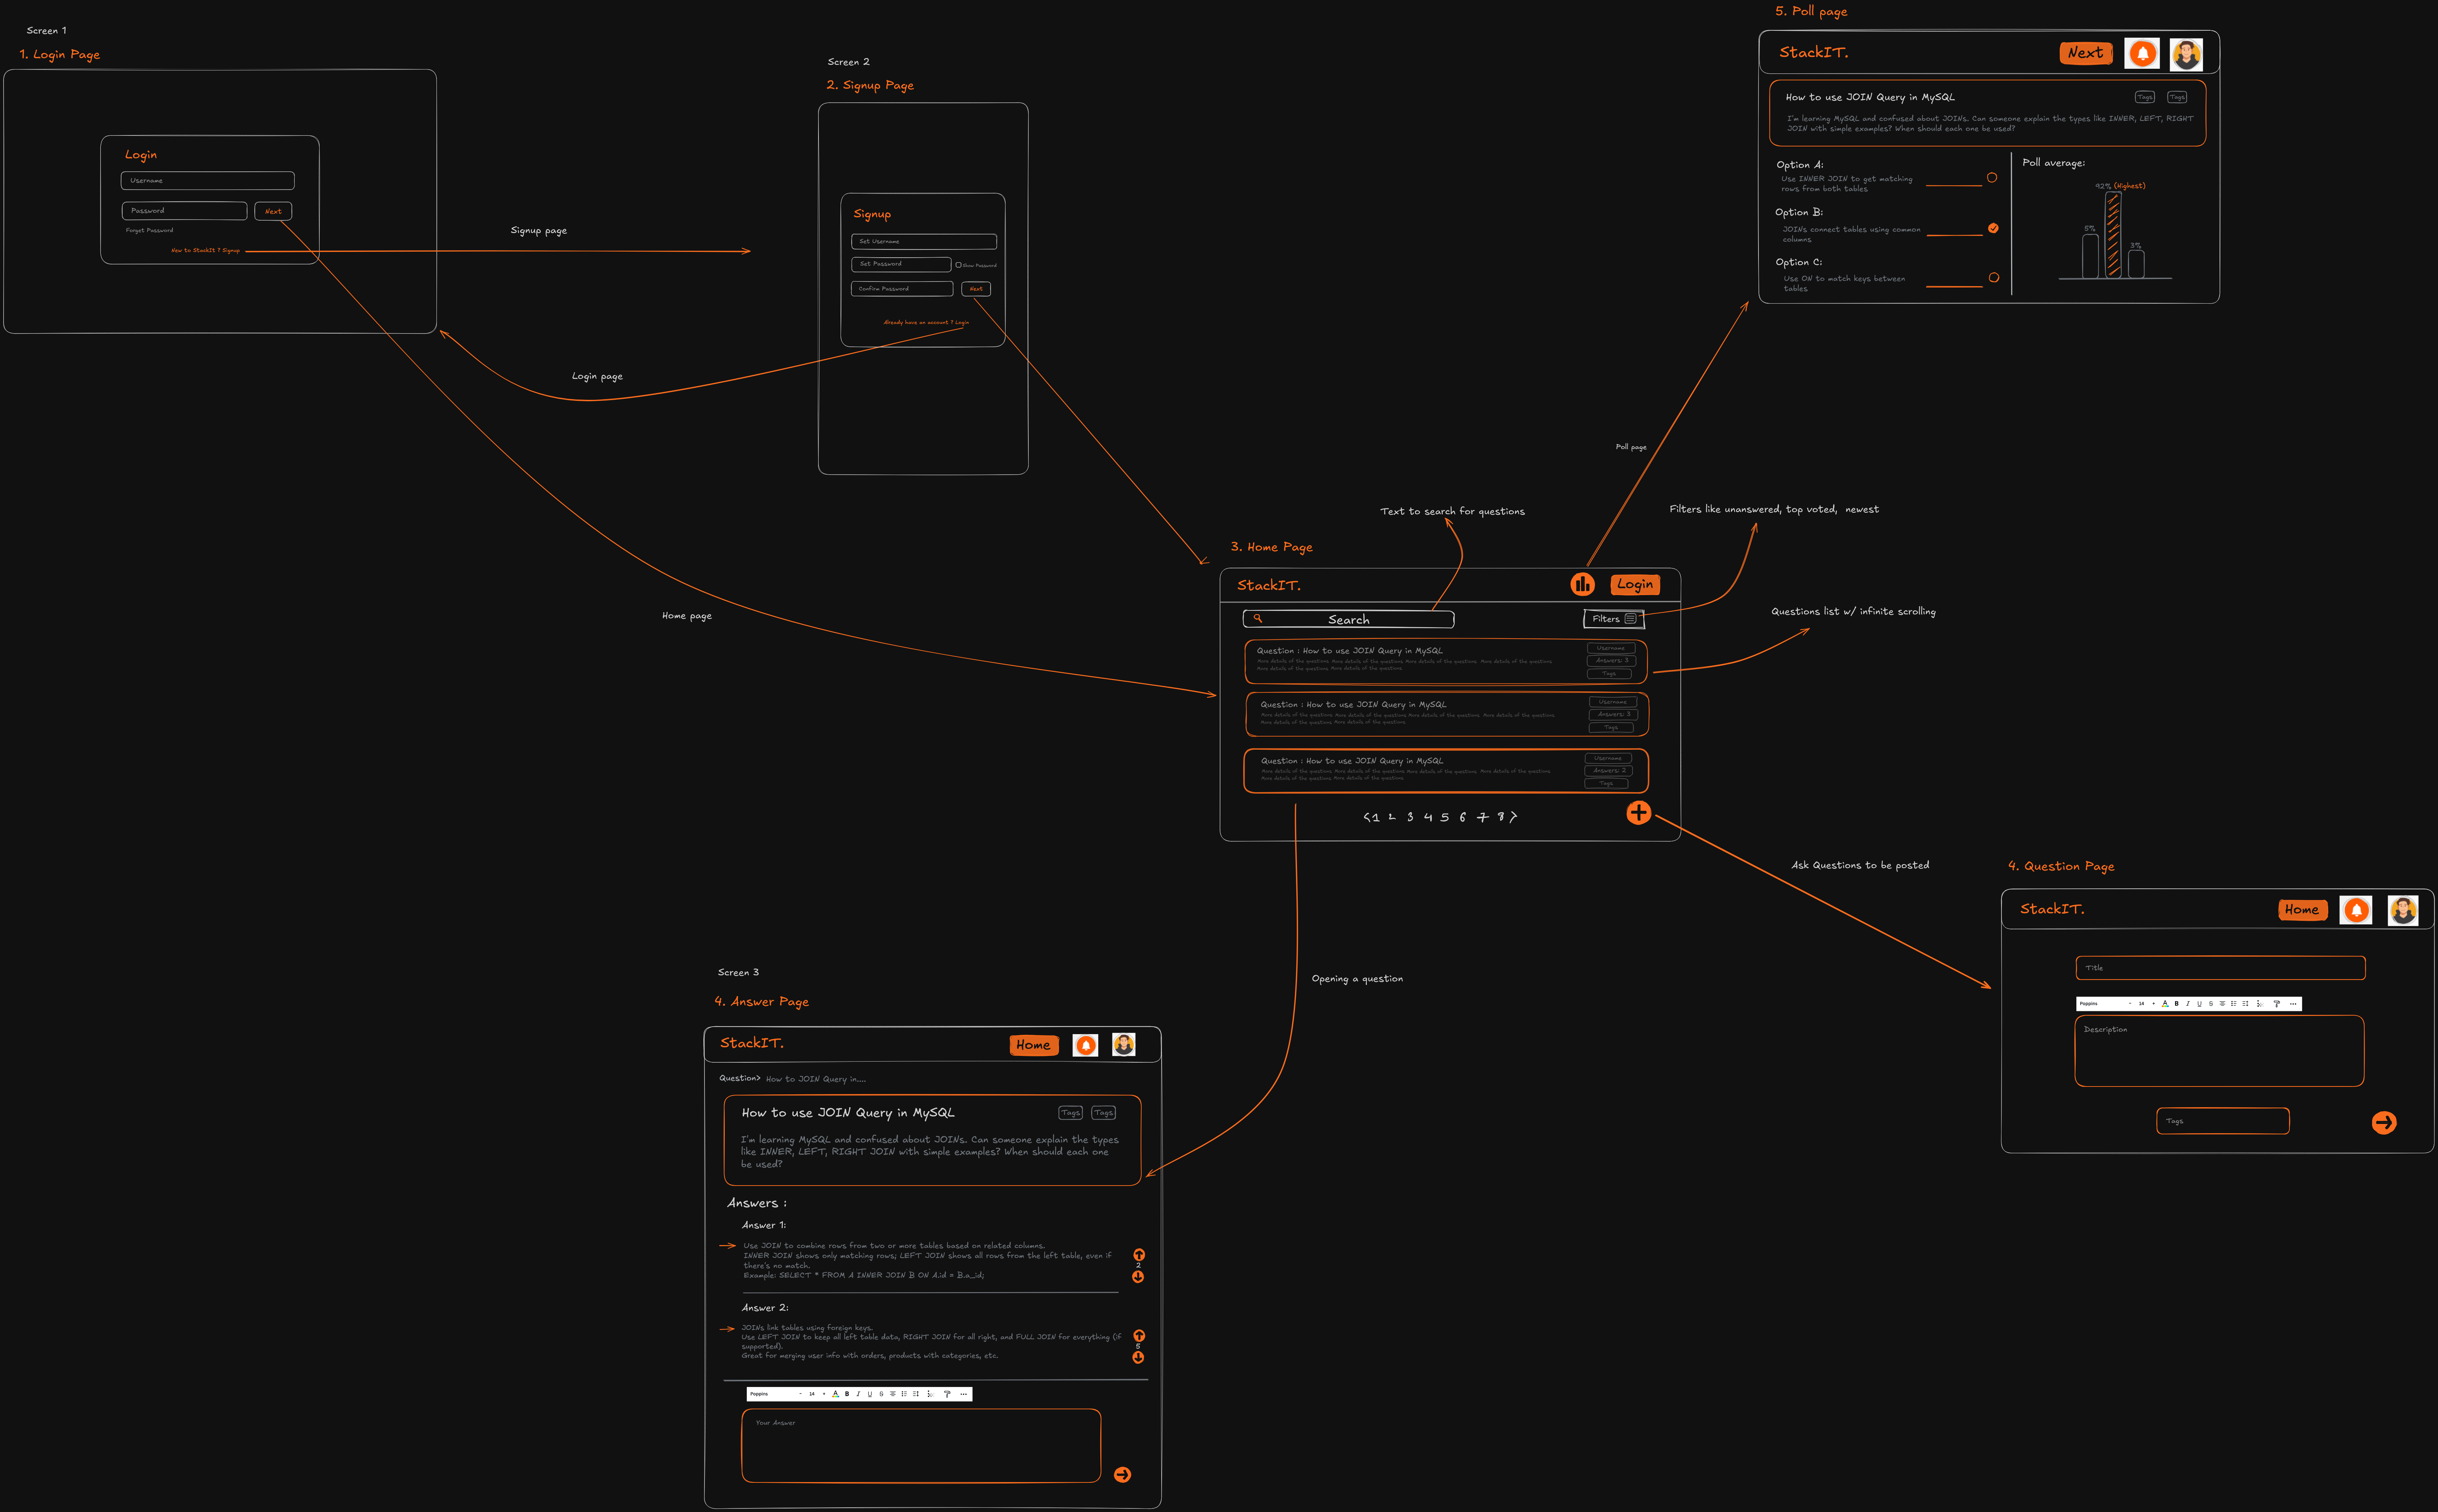 Screen 1
1. Login Page
Login
Username
Password
Next
Forget Password
New to StackIt ? Signup
Signup page
Login page
Home page
Screen 2
2. Signup Page
Signup
Set Username
Set Password
Show Password
Confirm Password
Next
Already have an account ? Login
5. Poll page
StackIT.
Next
How to use JOIN Query in MySQL
Tags
Tags
I'm learning MySQL and confused about JOINs. Can someone explain the types like INNER, LEFT, RIGHT
JOIN with simple examples? When should each one be used?
Option A:
Use INNER JOIN to get matching
rows from both tables
Option B:
JOINs connect tables using common
columns
Option C:
Use ON to match keys between
tables
Poll average:
92% (Highest)
5%
3%
Poll page
Text to search for questions
Filters like unanswered, top voted, newest
Questions list w/ infinite scrolling
3. Home Page
StackIT.
Login
Search
Filters
Question : How to use JOIN Query in MySQL
More details of the questions More details of the questions More details of the questions More details of the questions
More details of the questions More details of the questions
Username
Answers: 3
Tags
Question : How to use JOIN Query in MySQL
More details of the questions More details of the questions More details of the questions More details of the questions
More details of the questions More details of the questions
Username
Answers: 3
Tags
Question : How to use JOIN Query in MySQL
More details of the questions More details of the questions More details of the questions More details of the questions
More details of the questions More details of the questions
Username
Answers: 2
Tags
<1 2 3 4 5 6 7 8>
Ask Questions to be posted
Opening a question
4. Question Page
StackIT.
Home
Title
Poppins - 14 + A B I U S
Description
Tags
Screen 3
4. Answer Page
StackIT.
Home
Question> How to JOIN Query in....
How to use JOIN Query in MySQL
Tags
Tags
I'm learning MySQL and confused about JOINs. Can someone explain the types
like INNER, LEFT, RIGHT JOIN with simple examples? When should each one
be used?
Answers :
Answer 1:
Use JOIN to combine rows from two or more tables based on related columns.
INNER JOIN shows only matching rows; LEFT JOIN shows all rows from the left table, even if
there's no match.
Example: SELECT * FROM A INNER JOIN B ON A.id = B.a_id;
2
Answer 2:
JOINs link tables using foreign keys.
Use LEFT JOIN to keep all left table data, RIGHT JOIN for all right, and FULL JOIN for everything (if
supported).
Great for merging user info with orders, products with categories, etc.
5
Poppins - 14 + A B I U S
Your Answer